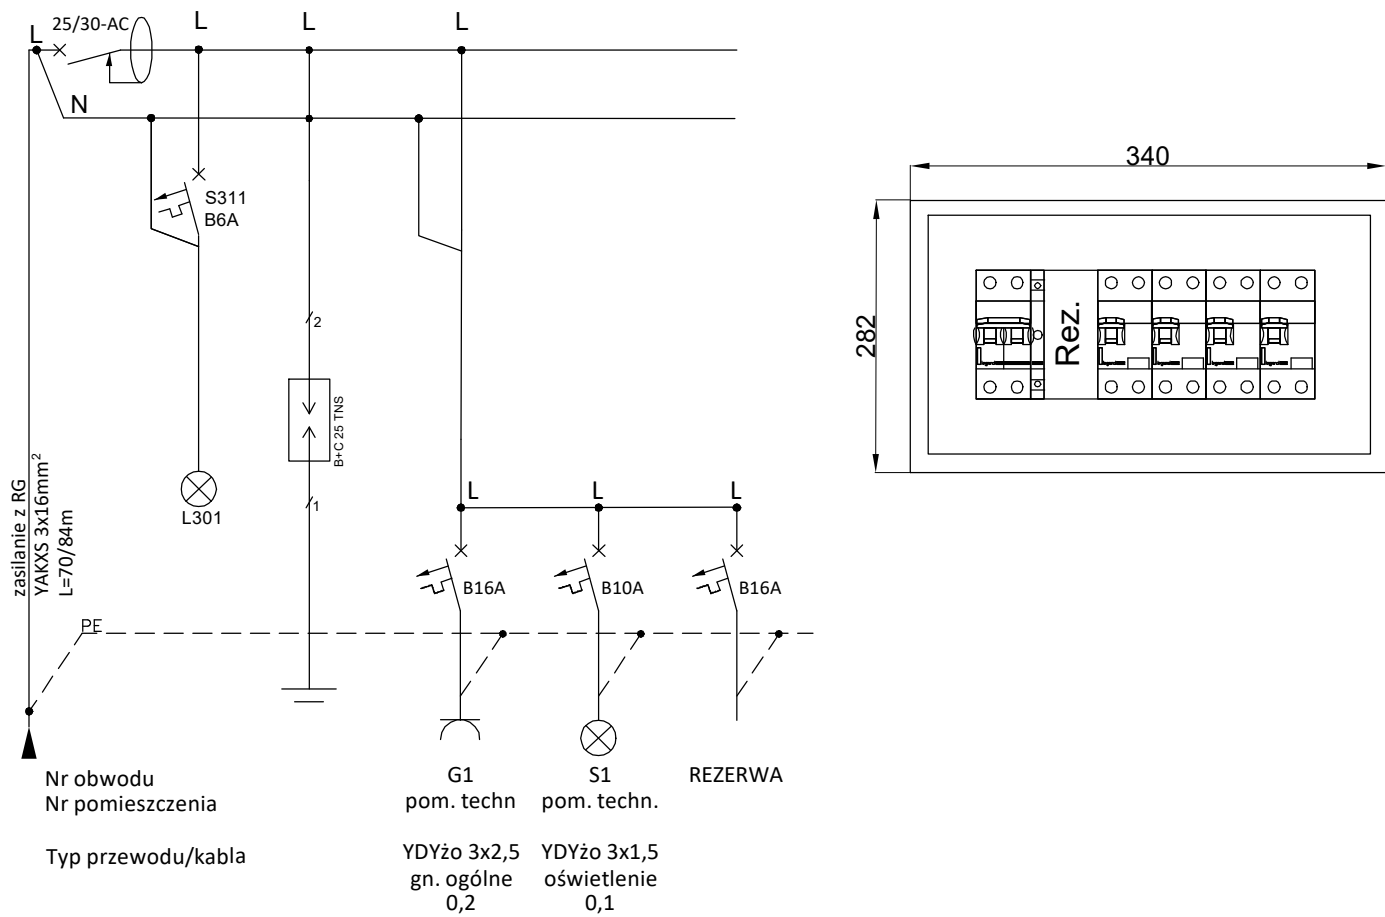 25/30-AC
L
L
L
L
N
S311
B6A
2
B+C 25 TNS
1
L301
zasilanie z RG
YAKXS 3x16mm²
L=70/84m
L
L
L
B16A
B10A
B16A
PE
Nr obwodu
Nr pomieszczenia
Typ przewodu/kabla
G1
pom. techn
YDYżo 3x2,5
gn. ogólne
0,2
S1
pom. techn.
YDYżo 3x1,5
oświetlenie
0,1
REZERWA
340
282
Rez.